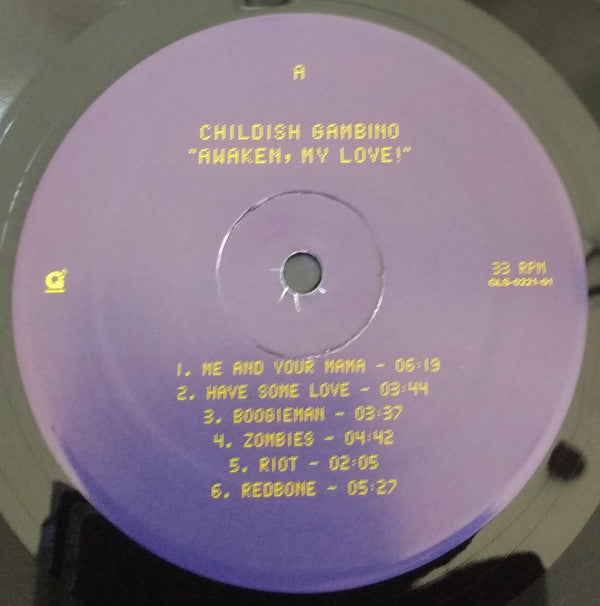 A
CHILDISH GAMBINO
"AWAKEN, MY LOVE!"
G
33 RPM
GLS-0221-01
1. ME AND YOUR MAMA - 06:19
2. HAVE SOME LOVE - 03:44
3. BOOGIEMAN - 03:37
4. ZOMBIES - 04:42
5. RIOT - 02:05
6. REDBONE - 05:27